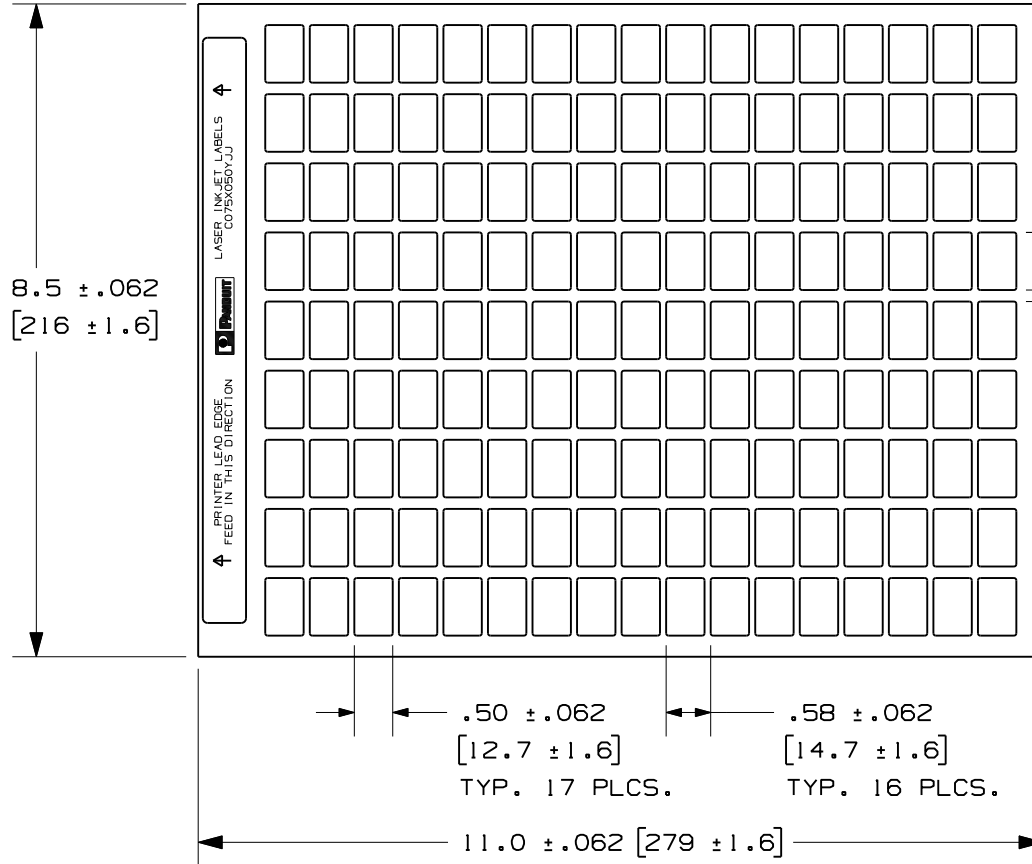 LASER INKJET LABELS
C075X050YJJ
PANDUIT
PRINTER LEAD EDGE
FEED IN THIS DIRECTION
8.5 ±.062
[216 ±1.6]
.50 ±.062
[12.7 ±1.6]
TYP. 17 PLCS.
.58 ±.062
[14.7 ±1.6]
TYP. 16 PLCS.
11.0 ±.062 [279 ±1.6]